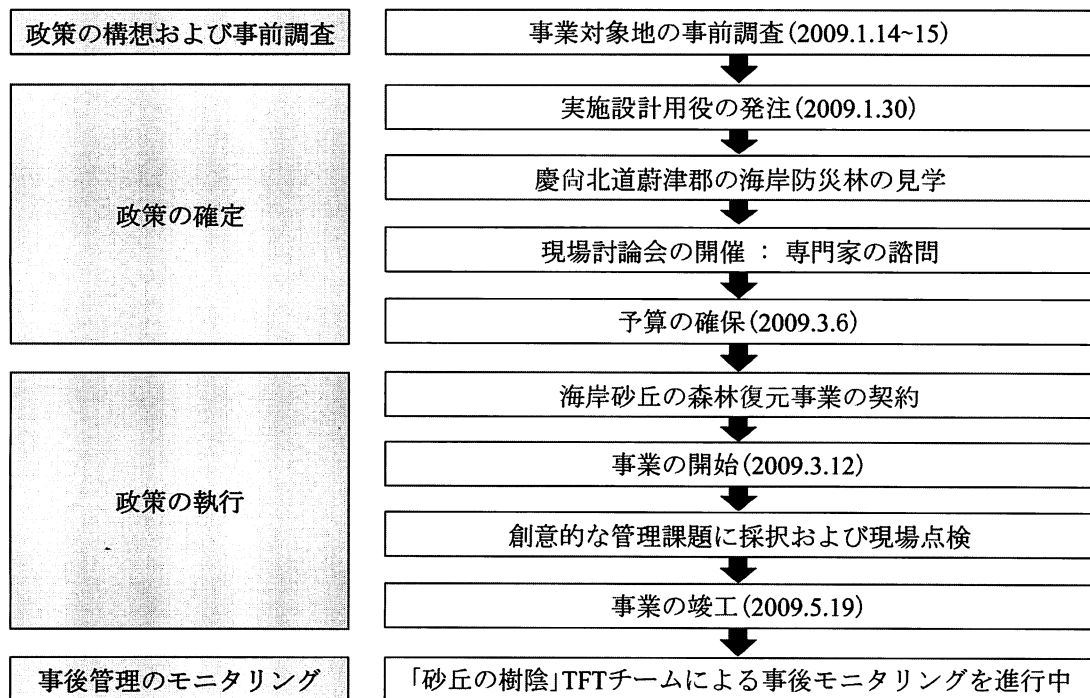 政策の構想および事前調査
事業対象地の事前調査(2009.1.14~15)
政策の確定
実施設計用役の発注(2009.1.30)
慶尙北道蔚津郡の海岸防災林の見学
現場討論会の開催 : 専門家の諮問
予算の確保(2009.3.6)
政策の執行
海岸砂丘の森林復元事業の契約
事業の開始(2009.3.12)
創意的な管理課題に採択および現場点検
事業の竣工(2009.5.19)
事後管理のモニタリング
「砂丘の樹陰」TFTチームによる事後モニタリングを進行中